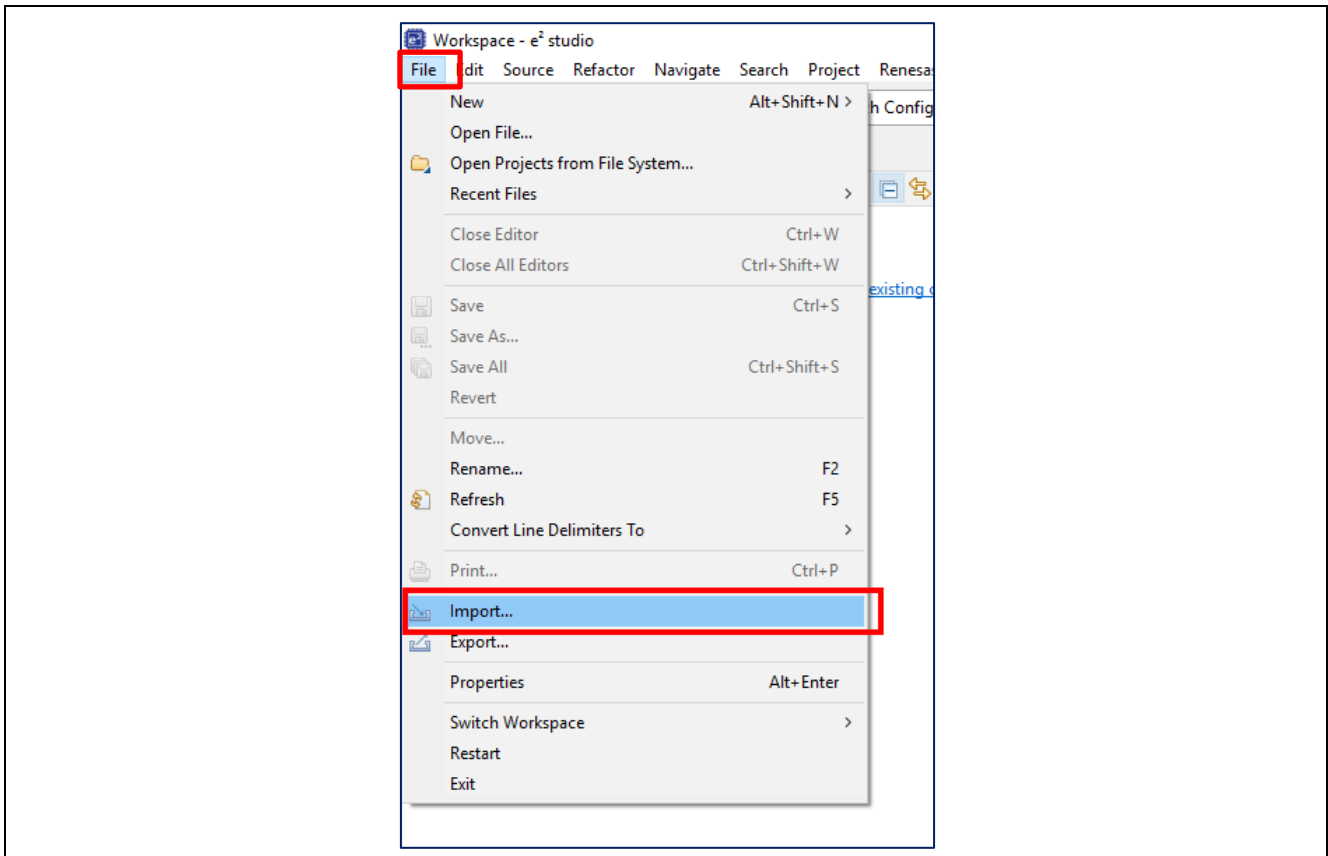 Workspace - e² studio
File Edit Source Refactor Navigate Search Project Renesas
New Alt+Shift+N >
h Config
Open File...
Open Projects from File System...
Recent Files >
Close Editor Ctrl+W
Close All Editors Ctrl+Shift+W
existing
Save Ctrl+S
Save As...
Save All Ctrl+Shift+S
Revert
Move...
Rename... F2
Refresh F5
Convert Line Delimiters To >
Print... Ctrl+P
Import...
Export...
Properties Alt+Enter
Switch Workspace >
Restart
Exit